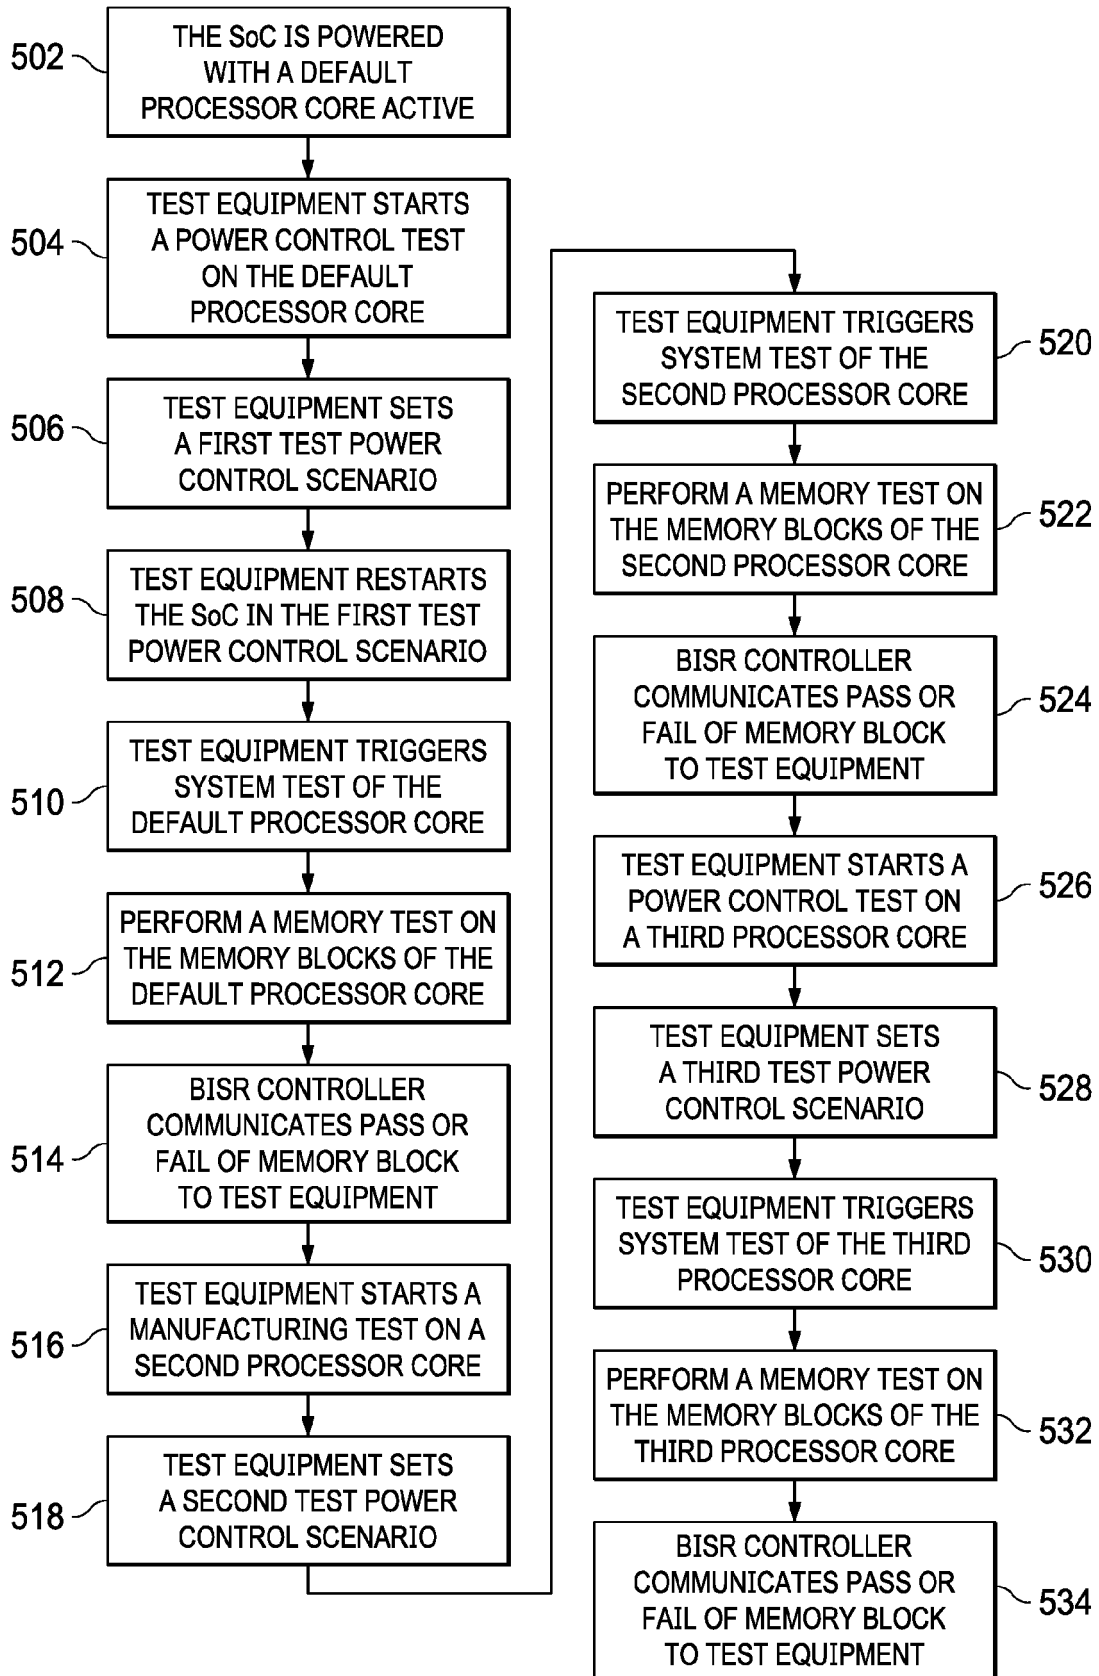 502
THE SoC IS POWERED
WITH A DEFAULT
PROCESSOR CORE ACTIVE
504
TEST EQUIPMENT STARTS
A POWER CONTROL TEST
ON THE DEFAULT
PROCESSOR CORE
506
TEST EQUIPMENT SETS
A FIRST TEST POWER
CONTROL SCENARIO
508
TEST EQUIPMENT RESTARTS
THE SoC IN THE FIRST TEST
POWER CONTROL SCENARIO
510
TEST EQUIPMENT TRIGGERS
SYSTEM TEST OF THE
DEFAULT PROCESSOR CORE
512
PERFORM A MEMORY TEST ON
THE MEMORY BLOCKS OF THE
DEFAULT PROCESSOR CORE
514
BISR CONTROLLER
COMMUNICATES PASS OR
FAIL OF MEMORY BLOCK
TO TEST EQUIPMENT
516
TEST EQUIPMENT STARTS A
MANUFACTURING TEST ON A
SECOND PROCESSOR CORE
518
TEST EQUIPMENT SETS
A SECOND TEST POWER
CONTROL SCENARIO
TEST EQUIPMENT TRIGGERS
SYSTEM TEST OF THE
SECOND PROCESSOR CORE
520
PERFORM A MEMORY TEST ON
THE MEMORY BLOCKS OF THE
SECOND PROCESSOR CORE
522
BISR CONTROLLER
COMMUNICATES PASS OR
FAIL OF MEMORY BLOCK
TO TEST EQUIPMENT
524
TEST EQUIPMENT STARTS A
POWER CONTROL TEST ON
A THIRD PROCESSOR CORE
526
TEST EQUIPMENT SETS
A THIRD TEST POWER
CONTROL SCENARIO
528
TEST EQUIPMENT TRIGGERS
SYSTEM TEST OF THE THIRD
PROCESSOR CORE
530
PERFORM A MEMORY TEST ON
THE MEMORY BLOCKS OF THE
THIRD PROCESSOR CORE
532
BISR CONTROLLER
COMMUNICATES PASS OR
FAIL OF MEMORY BLOCK
TO TEST EQUIPMENT
534